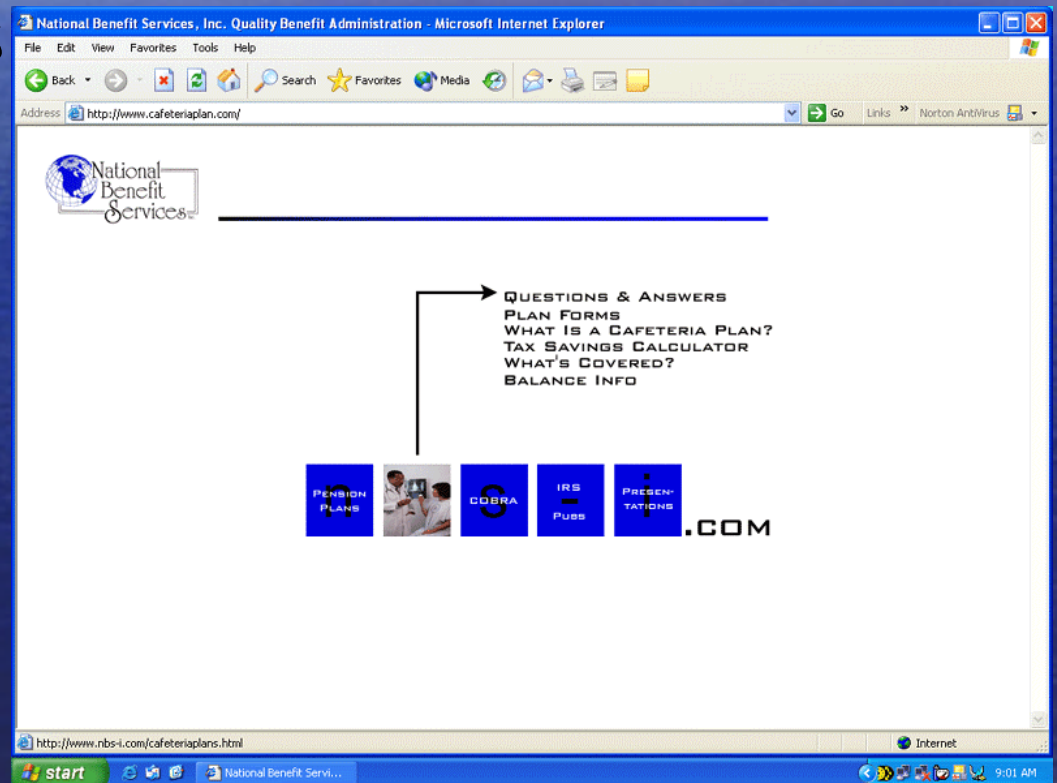 National Benefit Services, Inc. Quality Benefit Administration - Microsoft Internet Explorer
File Edit View Favorites Tools Help
Back Search Favorites Media
Address http://www.cafeteriaplan.com/ Go Links » Norton AntiVirus
National
Benefit
Services
QUESTIONS & ANSWERS
PLAN FORMS
WHAT IS A CAFETERIA PLAN?
TAX SAVINGS CALCULATOR
WHAT'S COVERED?
BALANCE INFO
n PENSION PLANS
s COBRA
- IRS PUBS
i PRESEN-TATIONS
.COM
http://www.nbs-i.com/cafeteriaplans.html Internet
start National Benefit Servi... 9:01 AM